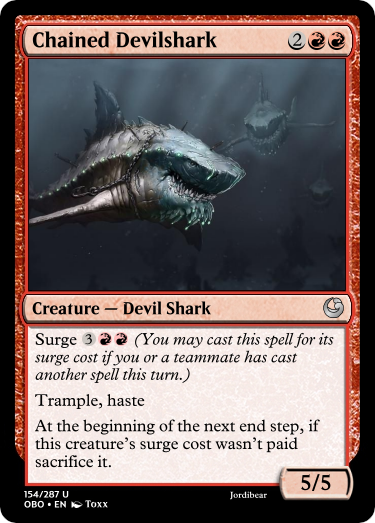 Chained Devilshark 2
Creature — Devil Shark
Surge 3 (You may cast this spell for its
surge cost if you or a teammate has cast
another spell this turn.)
Trample, haste
At the beginning of the next end step, if
this creature's surge cost wasn't paid
sacrifice it.
5/5
154/287 U
OBO • EN Toxx
Jordibear